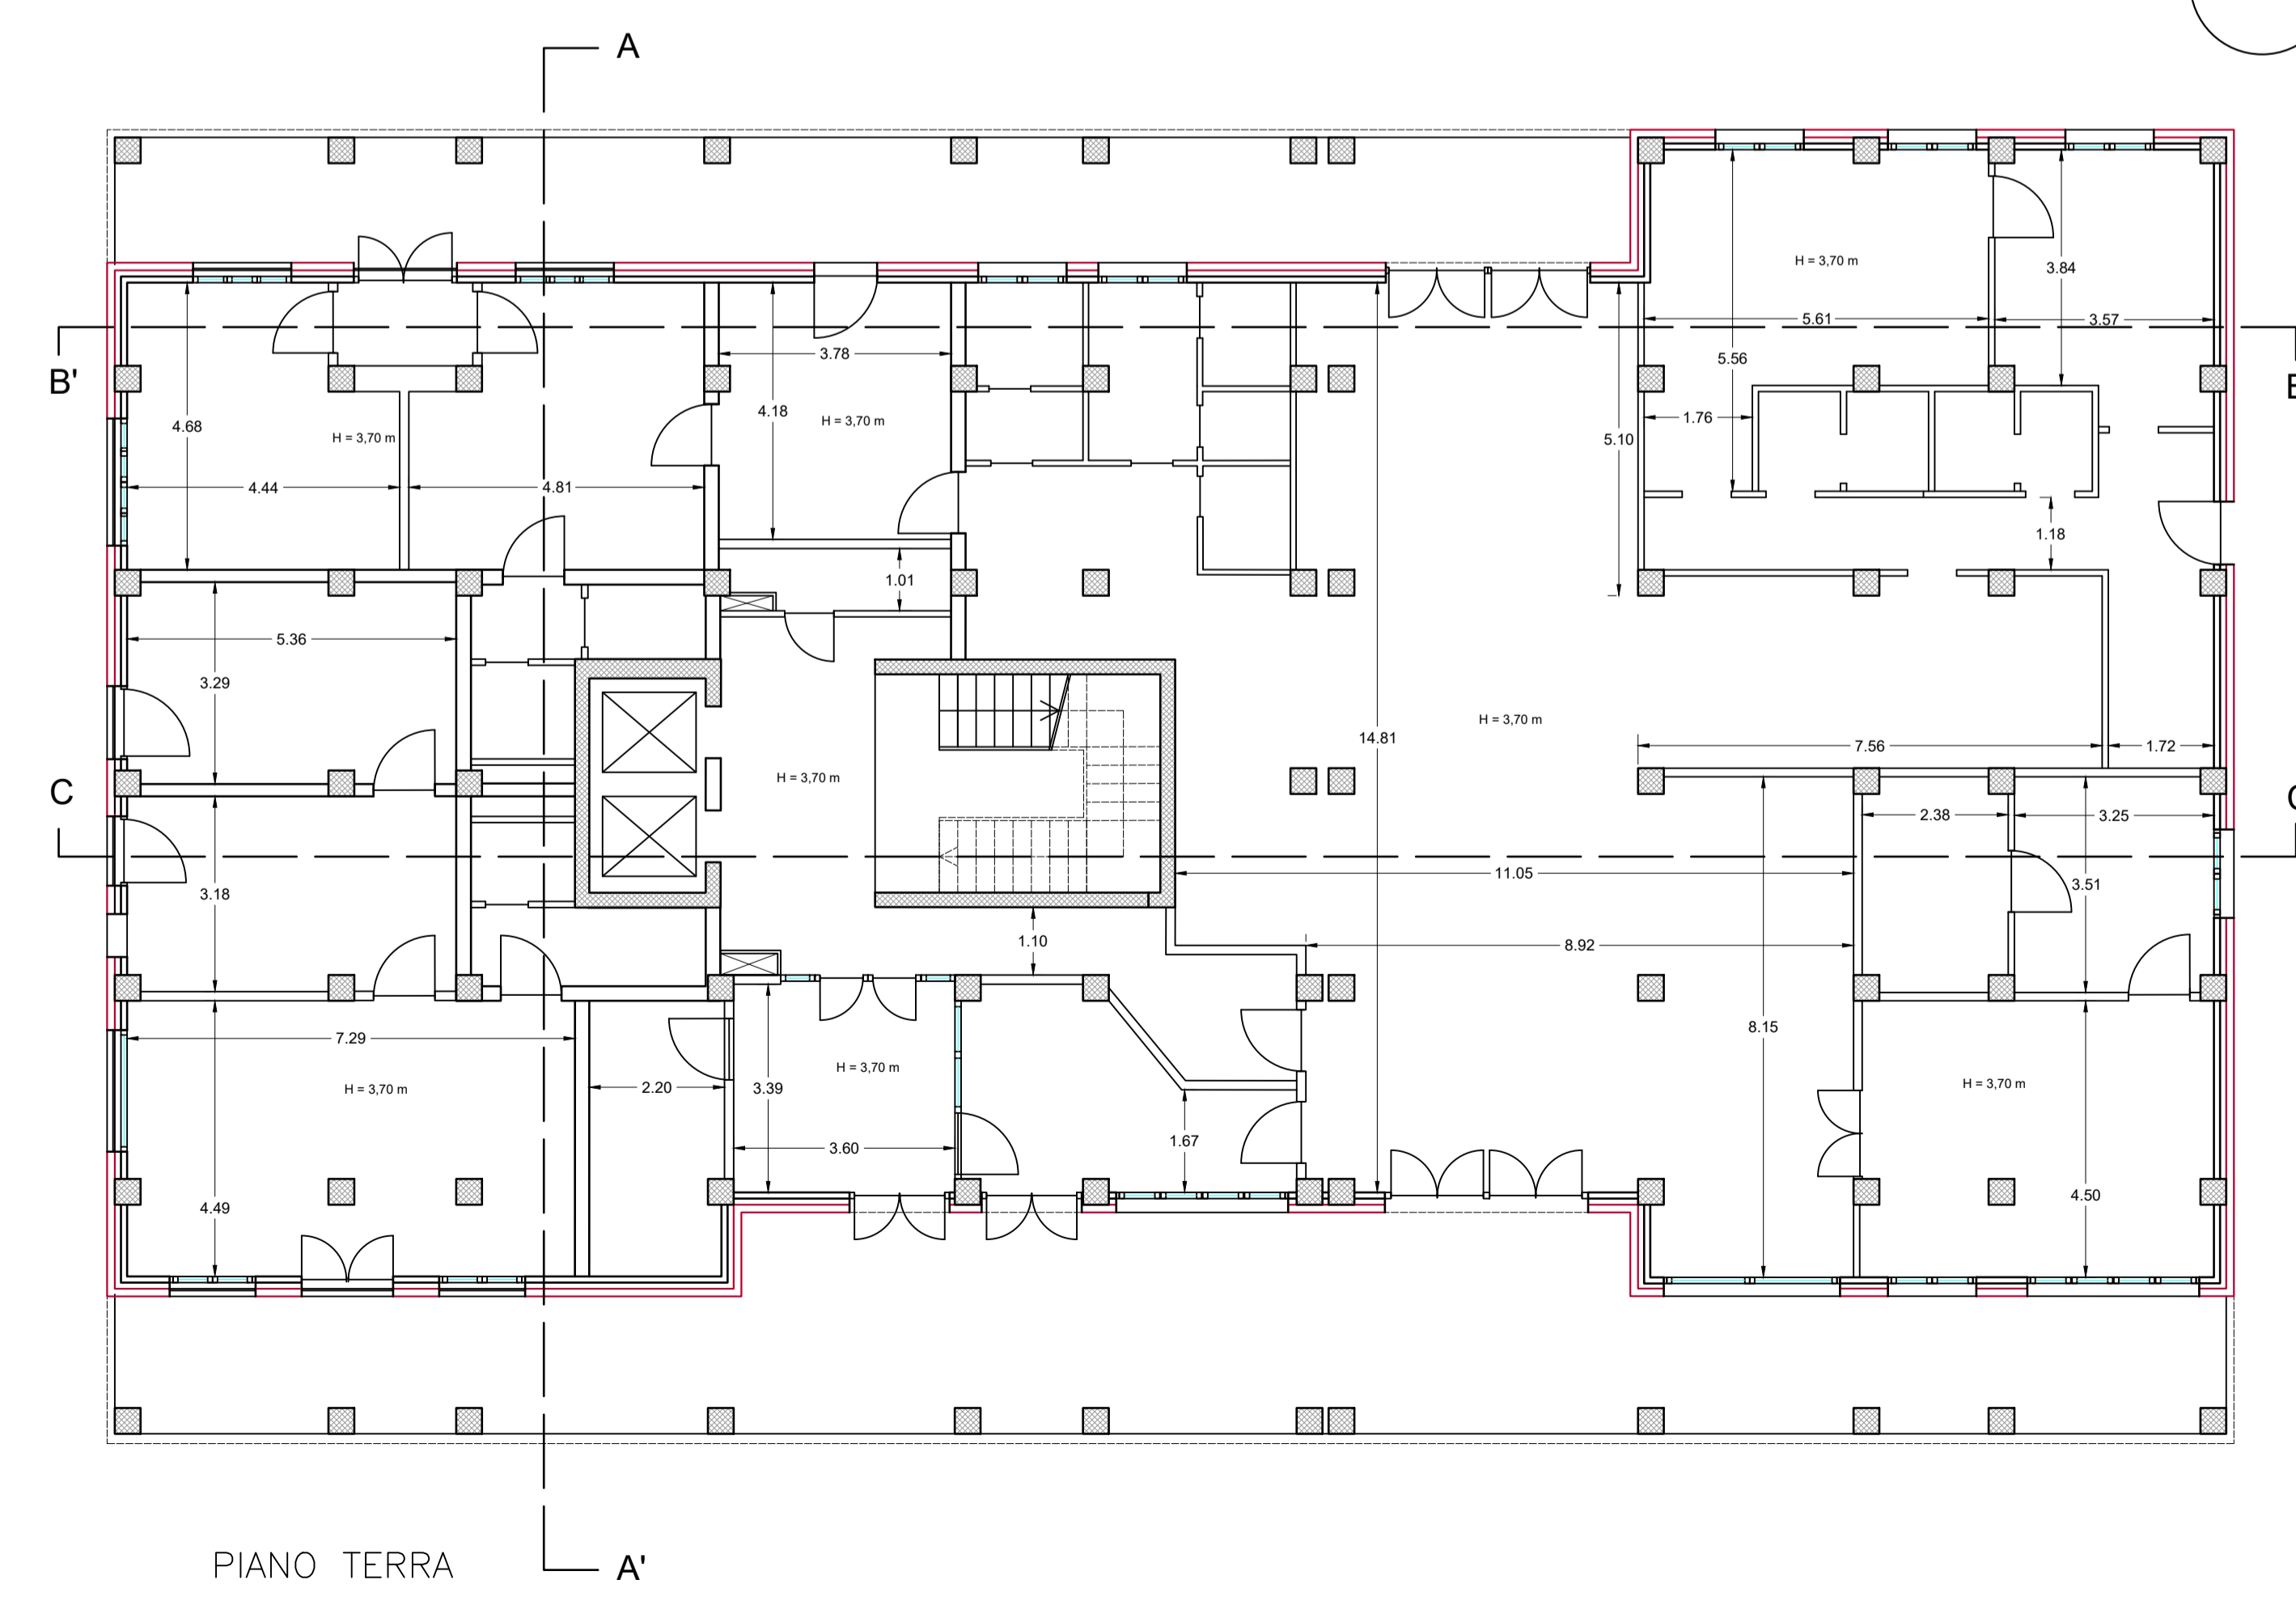 A
H = 3,70 m
3.84
5.61
3.57
B'
3.78
5.56
4.68
4.18
1.76
H = 3,70 m
H = 3,70 m
5.10
4.44
4.81
1.18
1.01
5.36
3.29
H = 3,70 m
14.81
7.56
1.72
C
H = 3,70 m
2.38
3.25
3.18
11.05
3.51
1.10
8.92
8.15
7.29
H = 3,70 m
2.20
3.39
H = 3,70 m
H = 3,70 m
1.67
3.60
4.49
4.50
PIANO TERRA
A'